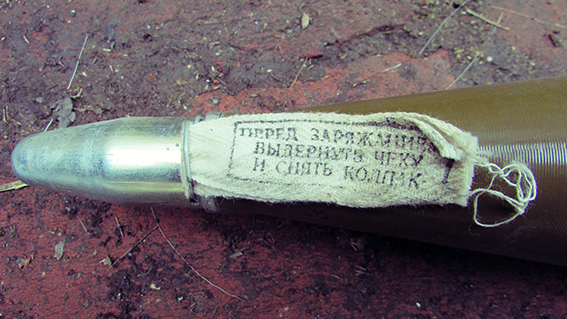 ПЕРЕД ЗАРЯЖАНИЕМ
ВЫДЕРНУТЬ ЧЕКУ
И СНЯТЬ КОЛПАК !